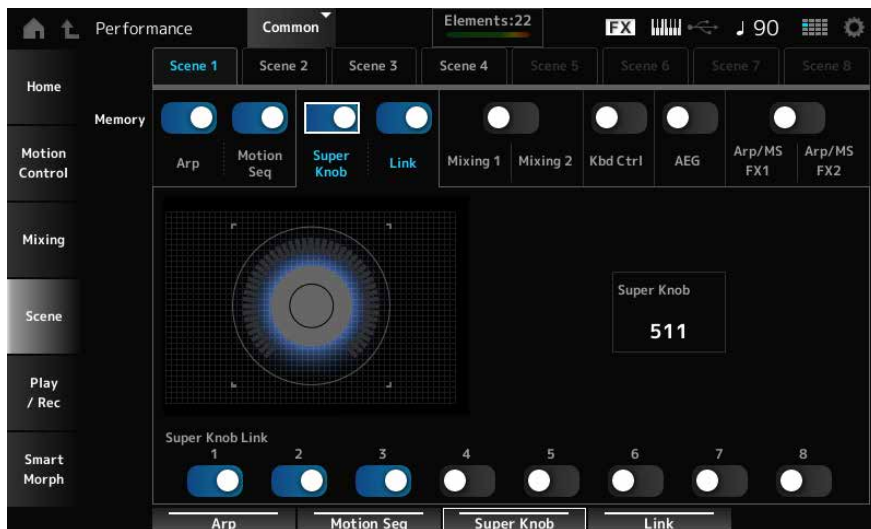 Performance
Common
Elements:22
FX
90
Scene 1
Scene 2
Scene 3
Scene 4
Scene 5
Scene 6
Scene 7
Scene 8
Home
Motion
Control
Mixing
Scene
Play
/ Rec
Smart
Morph
Memory
Arp
Motion
Seq
Super
Knob
Link
Mixing 1
Mixing 2
Kbd Ctrl
AEG
Arp/MS
FX1
Arp/MS
FX2
Super Knob
511
Super Knob Link
1 2 3 4 5 6 7 8
Arp
Motion Seq
Super Knob
Link